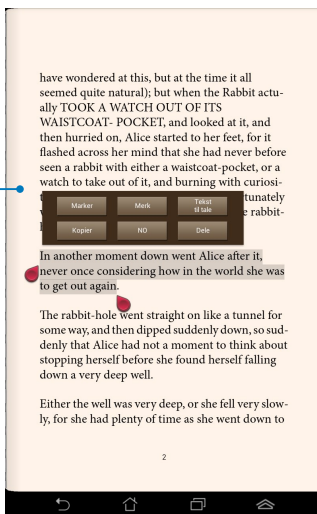 have wondered at this, but at the time it all
seemed quite natural); but when the Rabbit actu-
ally TOOK A WATCH OUT OF ITS
WAISTCOAT- POCKET, and looked at it, and
then hurried on, Alice started to her feet, for it
flashed across her mind that she had never before
seen a rabbit with either a waistcoat-pocket, or a
watch to take out of it, and burning with curiosi-
tunately
rabbit-
Marker Merk Tekst
til tale
Kopier NO Dele
In another moment down went Alice after it,
never once considering how in the world she was
to get out again.
The rabbit-hole went straight on like a tunnel for
some way, and then dipped suddenly down, so sud-
denly that Alice had not a moment to think about
stopping herself before she found herself falling
down a very deep well.
Either the well was very deep, or she fell very slow-
ly, for she had plenty of time as she went down to
2